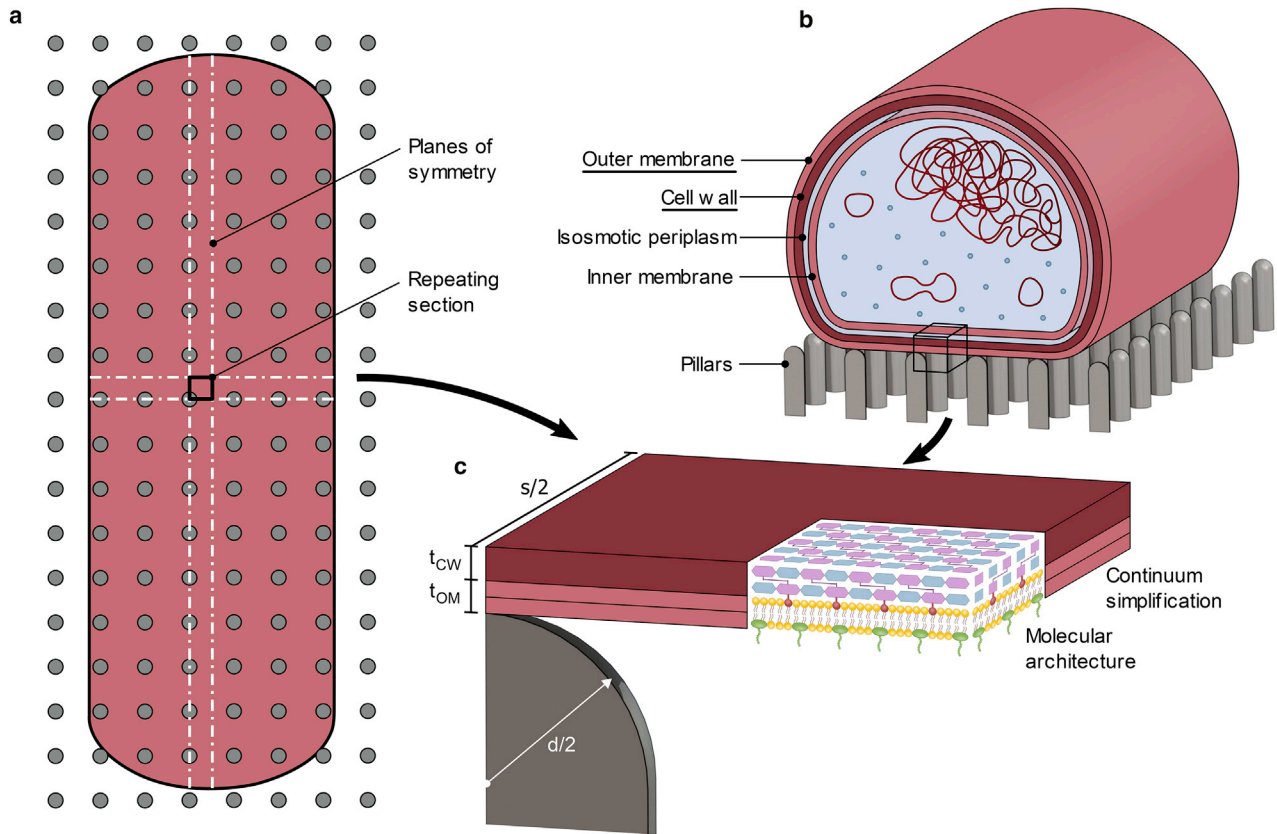 a
Planes of
symmetry
Repeating
section
b
Outer membrane
Cell wall
Isosmotic periplasm
Inner membrane
Pillars
c
s/2
tCW
tOM
d/2
Continuum
simplification
Molecular
architecture